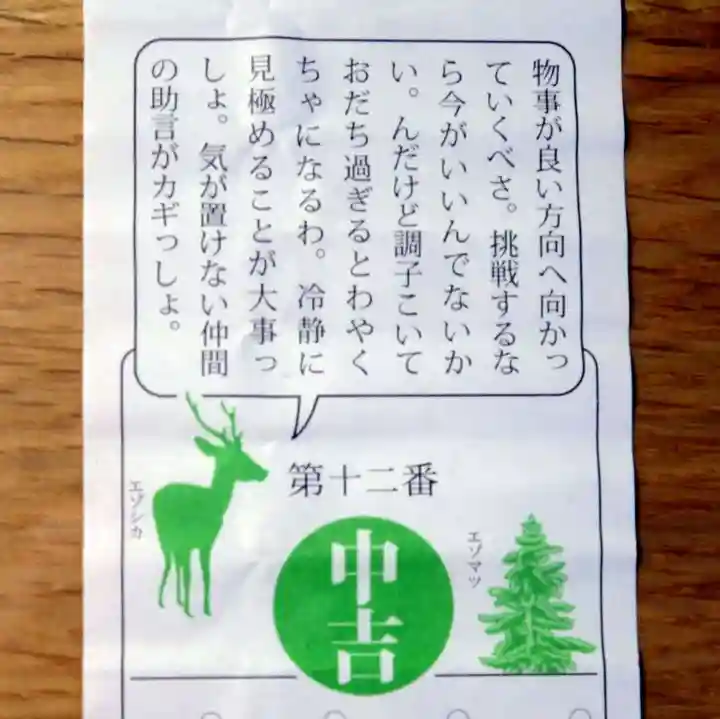 物事が良い方向へ向かっ
ていくべさ。挑戦するな
ら今がいいんでないか
い。んだけど調子こいて
おだち過ぎるとわやく
ちゃになるわ。冷静に
見極めることが大事っ
しょ。気が置けない仲間
の助言がカギっしょ。
エゾシカ
第十二番
エゾマツ
中吉